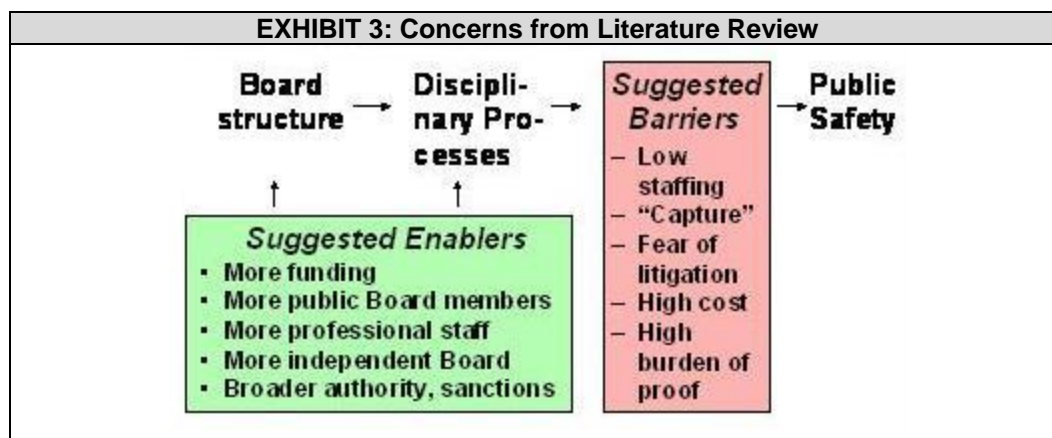 EXHIBIT 3: Concerns from Literature Review
Board
structure
Discipli-
nary Pro-
cesses
Suggested
Barriers
– Low
staffing
– “Capture”
– Fear of
litigation
– High cost
– High
burden of
proof
Public
Safety
Suggested Enablers
▪ More funding
▪ More public Board members
▪ More professional staff
▪ More independent Board
▪ Broader authority, sanctions